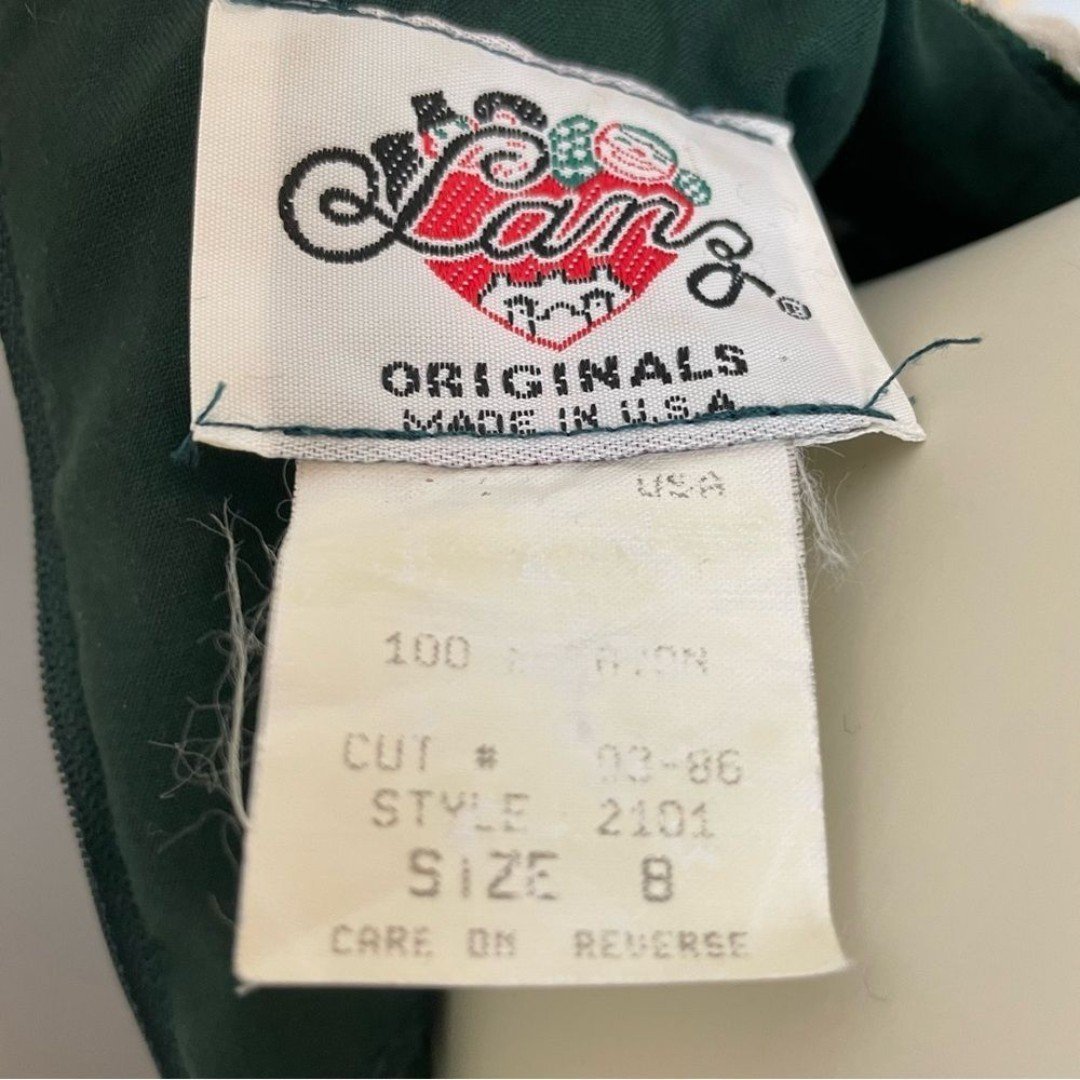 Lanz ®
ORIGINALS
MADE IN U.S.A
USA
100
CUT # 03-86
STYLE 2101
SIZE 8
CARE ON REVERSE